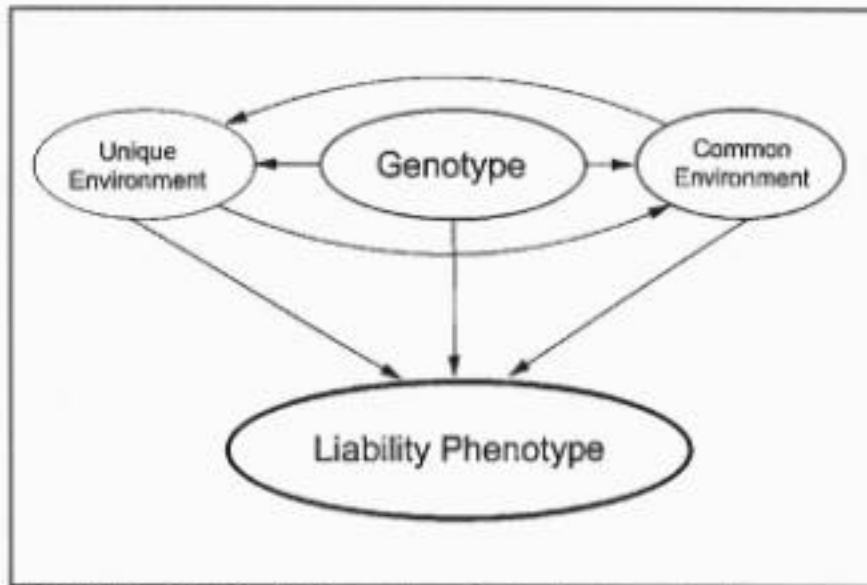 Unique
Environment
Genotype
Common
Environment
Liability Phenotype